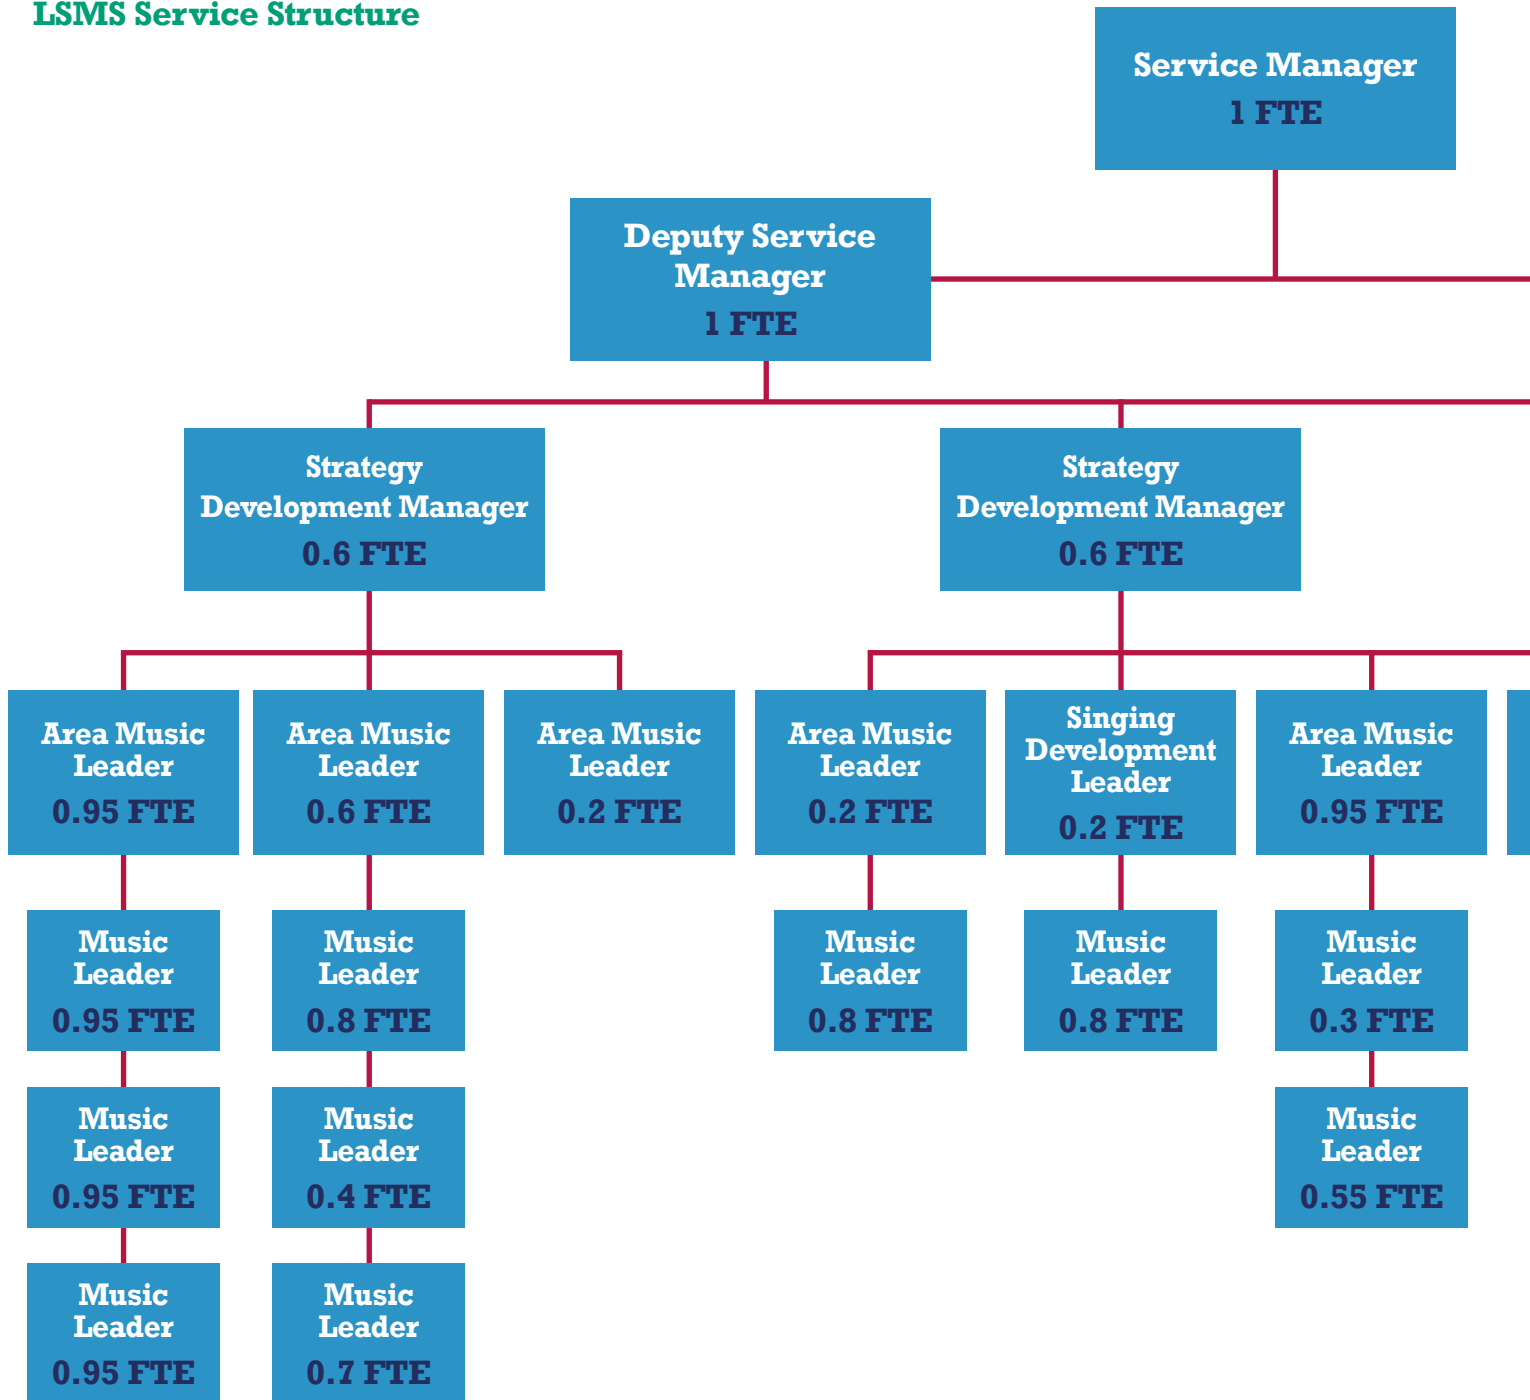 LSMS Service Structure
Service Manager
1 FTE
Deputy Service
Manager
1 FTE
Strategy
Development Manager
0.6 FTE
Strategy
Development Manager
0.6 FTE
Area Music
Leader
0.95 FTE
Area Music
Leader
0.6 FTE
Area Music
Leader
0.2 FTE
Area Music
Leader
0.2 FTE
Singing
Development
Leader
0.2 FTE
Area Music
Leader
0.95 FTE
Music
Leader
0.95 FTE
Music
Leader
0.8 FTE
Music
Leader
0.8 FTE
Music
Leader
0.8 FTE
Music
Leader
0.3 FTE
Music
Leader
0.95 FTE
Music
Leader
0.4 FTE
Music
Leader
0.55 FTE
Music
Leader
0.95 FTE
Music
Leader
0.7 FTE